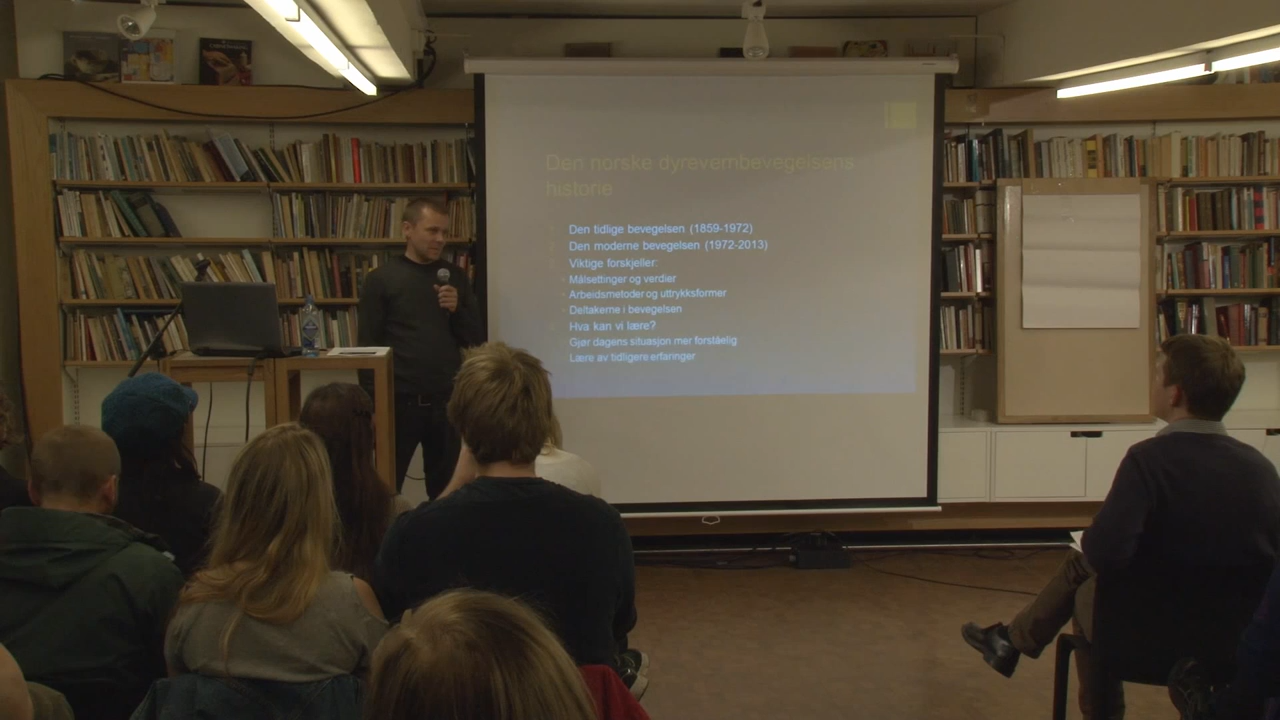 Den norske dyrevernbevegelsens
historie
Den tidlige bevegelsen (1859-1972)
Den moderne bevegelsen (1972-2013)
Viktige forskjeller:
Målsettinger og verdier
Arbeidsmetoder og uttrykksformer
Deltakerne i bevegelsen
Hva kan vi lære?
Gjør dagens situasjon mer forståelig
Lære av tidligere erfaringer